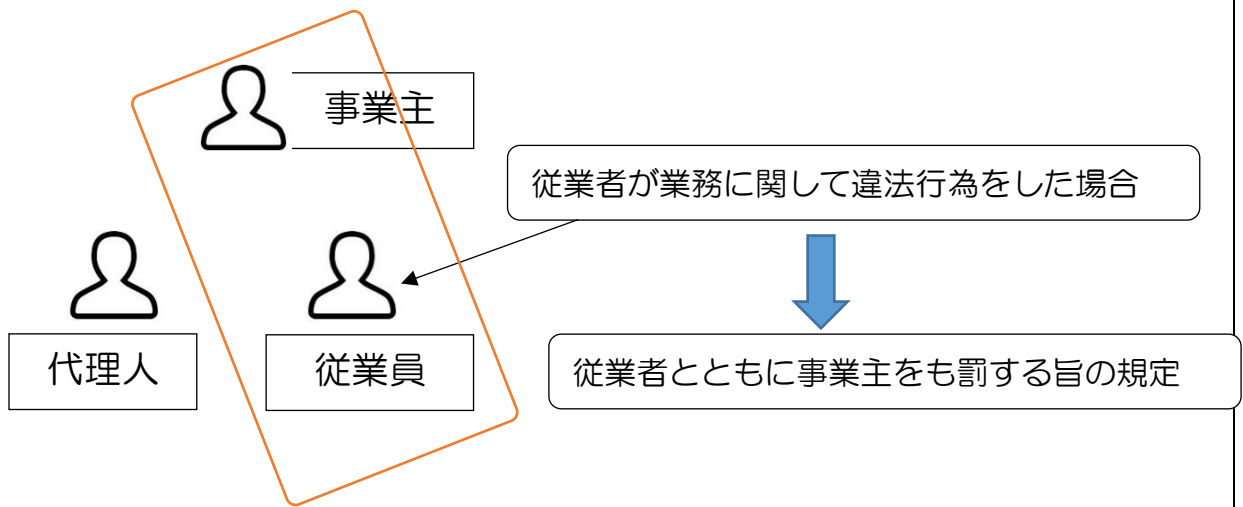 事業主
従業者が業務に関して違法行為をした場合
代理人
従業員
従業者とともに事業主をも罰する旨の規定